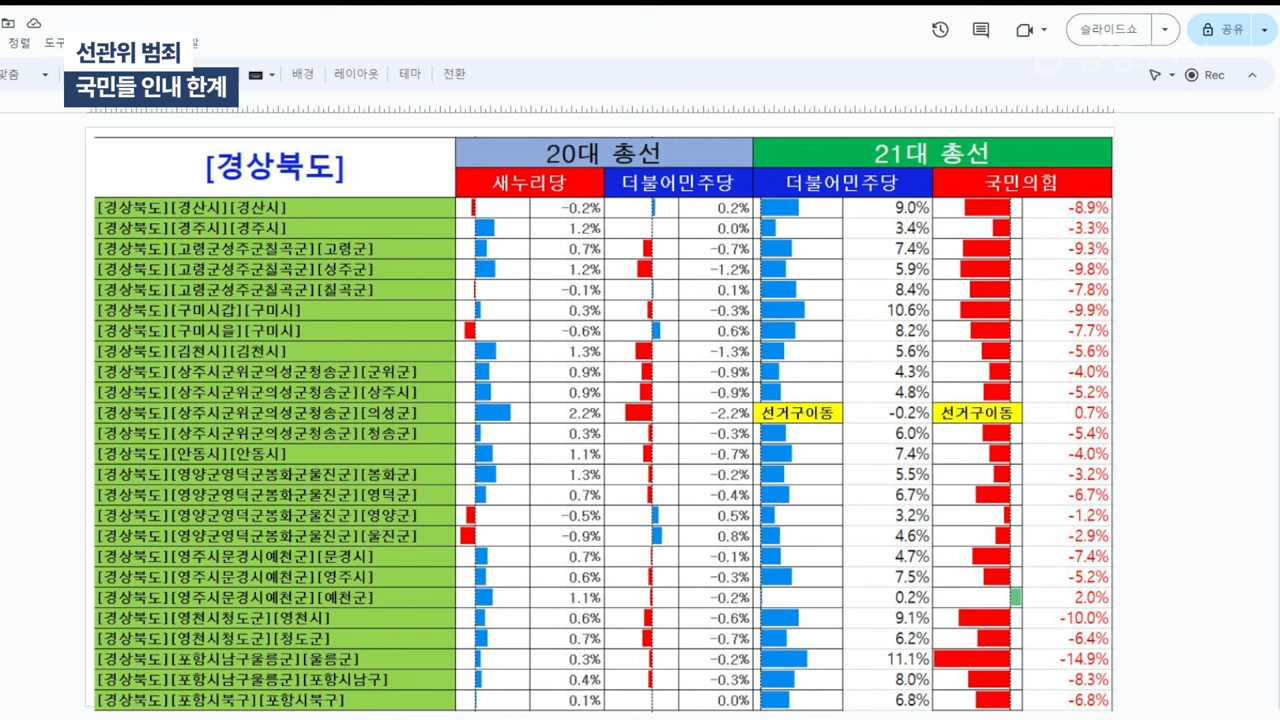 선관위 범죄
국민들 인내 한계
정렬
슬라이드쇼
공유
맞춤
배경
레이아웃
테마
전환
Rec
[경상북도] 20대 총선 21대 총선
새누리당 더불어민주당 더불어민주당 국민의힘
[경상북도][경산시][경산시] -0.2% 0.2% 9.0% -8.9%
[경상북도][경주시][경주시] 1.2% 0.0% 3.4% -3.3%
[경상북도][고령군성주군칠곡군][고령군] 0.7% -0.7% 7.4% -9.3%
[경상북도][고령군성주군칠곡군][성주군] 1.2% -1.2% 5.9% -9.8%
[경상북도][고령군성주군칠곡군][칠곡군] -0.1% 0.1% 8.4% -7.8%
[경상북도][구미시갑][구미시] 0.3% -0.3% 10.6% -9.9%
[경상북도][구미시을][구미시] -0.6% 0.6% 8.2% -7.7%
[경상북도][김천시][김천시] 1.3% -1.3% 5.6% -5.6%
[경상북도][상주시군위군의성군청송군][군위군] 0.9% -0.9% 4.3% -4.0%
[경상북도][상주시군위군의성군청송군][상주시] 0.9% -0.9% 4.8% -5.2%
[경상북도][상주시군위군의성군청송군][의성군] 2.2% -2.2% 선거구이동 -0.2% 선거구이동 0.7%
[경상북도][상주시군위군의성군청송군][청송군] 0.3% -0.3% 6.0% -5.4%
[경상북도][안동시][안동시] 1.1% -0.7% 7.4% -4.0%
[경상북도][영양군영덕군봉화군울진군][봉화군] 1.3% -0.2% 5.5% -3.2%
[경상북도][영양군영덕군봉화군울진군][영덕군] 0.7% -0.4% 6.7% -6.7%
[경상북도][영양군영덕군봉화군울진군][영양군] -0.5% 0.5% 3.2% -1.2%
[경상북도][영양군영덕군봉화군울진군][울진군] -0.9% 0.8% 4.6% -2.9%
[경상북도][영주시문경시예천군][문경시] 0.7% -0.1% 4.7% -7.4%
[경상북도][영주시문경시예천군][영주시] 0.6% -0.3% 7.5% -5.2%
[경상북도][영주시문경시예천군][예천군] 1.1% -0.2% 0.2% 2.0%
[경상북도][영천시청도군][영천시] 0.6% -0.6% 9.1% -10.0%
[경상북도][영천시청도군][청도군] 0.7% -0.7% 6.2% -6.4%
[경상북도][포항시남구울릉군][울릉군] 0.3% -0.2% 11.1% -14.9%
[경상북도][포항시남구울릉군][포항시남구] 0.4% -0.3% 8.0% -8.3%
[경상북도][포항시북구][포항시북구] 0.1% 0.0% 6.8% -6.8%